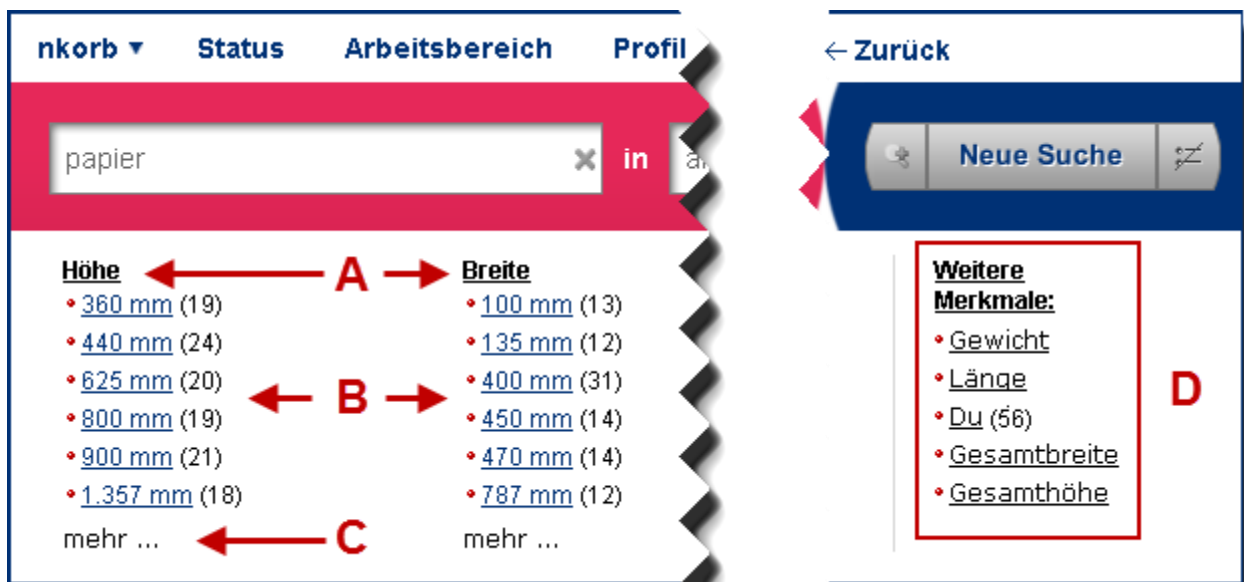 nkorb ▼ Status Arbeitsbereich Profil
← Zurück
papier in
Neue Suche
Höhe A Breite
360 mm (19)
440 mm (24)
625 mm (20)
800 mm (19)
900 mm (21)
1.357 mm (18)
mehr ...
B
C
100 mm (13)
135 mm (12)
400 mm (31)
450 mm (14)
470 mm (14)
787 mm (12)
mehr ...
Weitere
Merkmale:
Gewicht
Länge
Du (56)
Gesamtbreite
Gesamthöhe
D